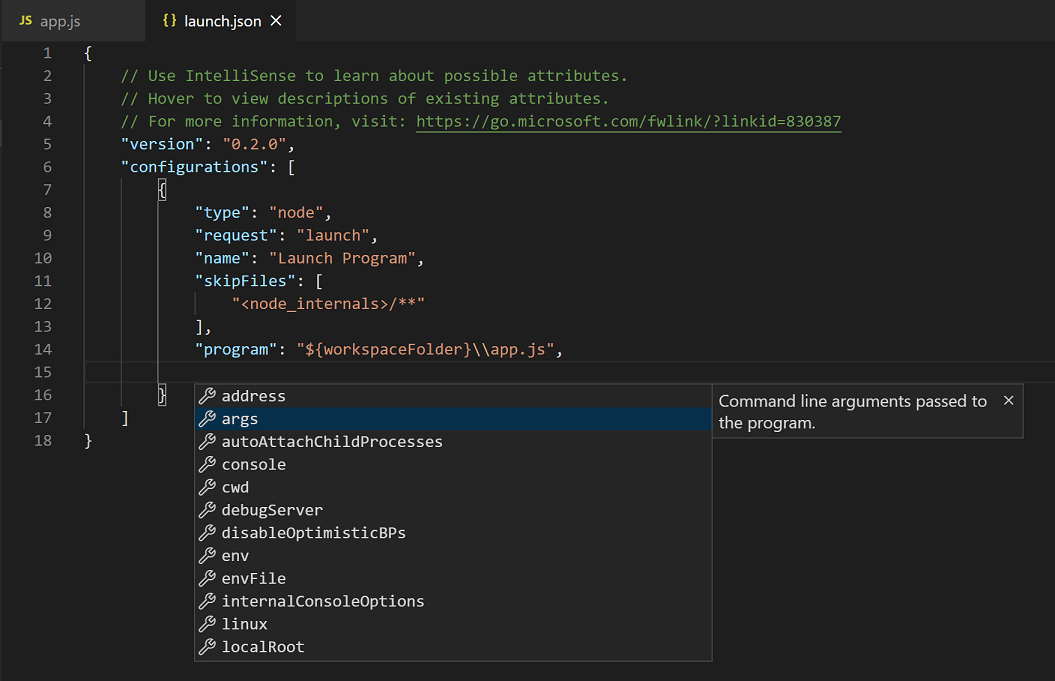 JS app.js {} launch.json ×
1 {
2 // Use IntelliSense to learn about possible attributes.
3 // Hover to view descriptions of existing attributes.
4 // For more information, visit: https://go.microsoft.com/fwlink/?linkid=830387
5 "version": "0.2.0",
6 "configurations": [
7 {
8 "type": "node",
9 "request": "launch",
10 "name": "Launch Program",
11 "skipFiles": [
12 "<node_internals>/**"
13 ],
14 "program": "${workspaceFolder}\\app.js",
15
16 }
17 ]
18 }
address
args
autoAttachChildProcesses
console
cwd
debugServer
disableOptimisticBPs
env
envFile
internalConsoleOptions
linux
localRoot
Command line arguments passed to ×
the program.